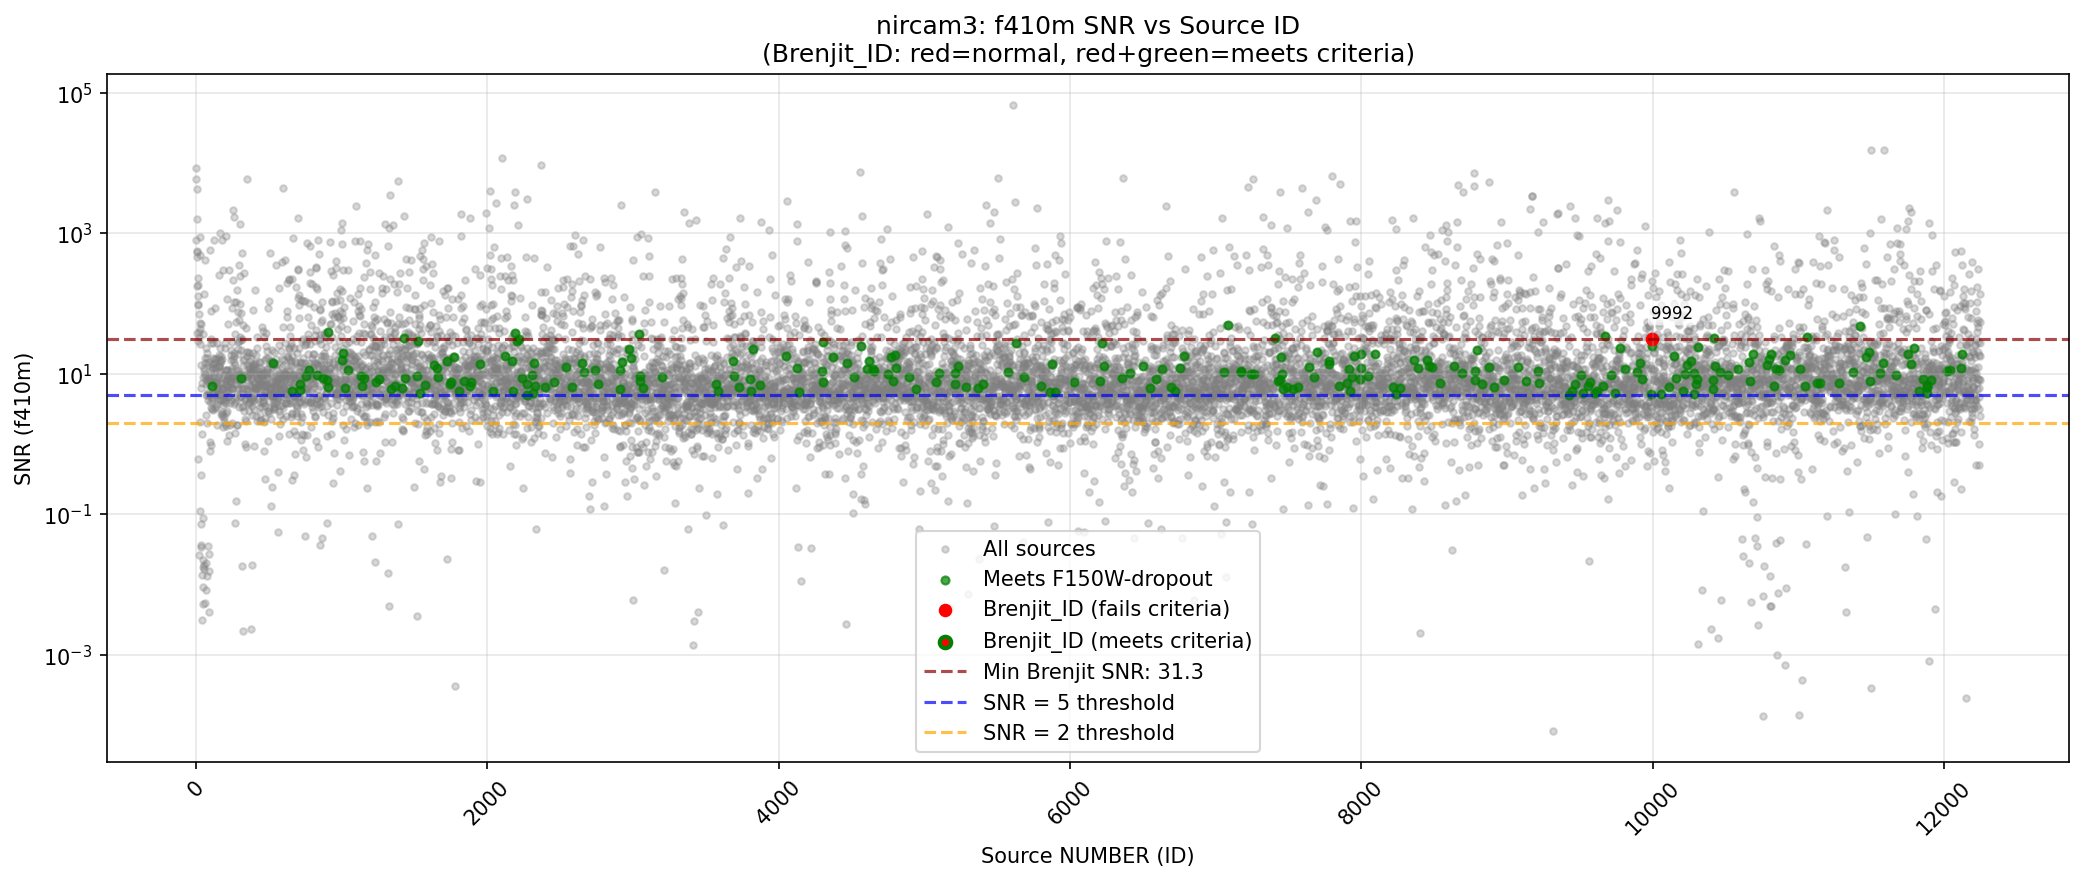 nircam3: f410m SNR vs Source ID
(Brenjit_ID: red=normal, red+green=meets criteria)
SNR (f410m)
10^5
10^3
10^1
10^-1
10^-3
9992
All sources
Meets F150W-dropout
Brenjit_ID (fails criteria)
Brenjit_ID (meets criteria)
Min Brenjit SNR: 31.3
SNR = 5 threshold
SNR = 2 threshold
0
2000
4000
6000
8000
10000
12000
Source NUMBER (ID)